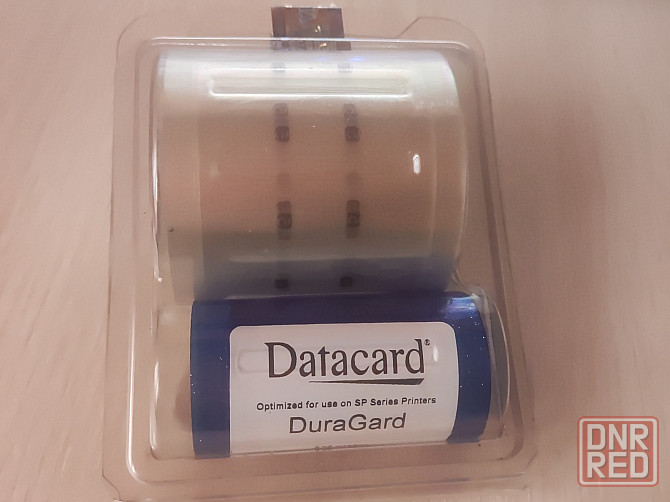 Datacard®
Optimized for use on SP Series Printers
DuraGard
DNR
RED